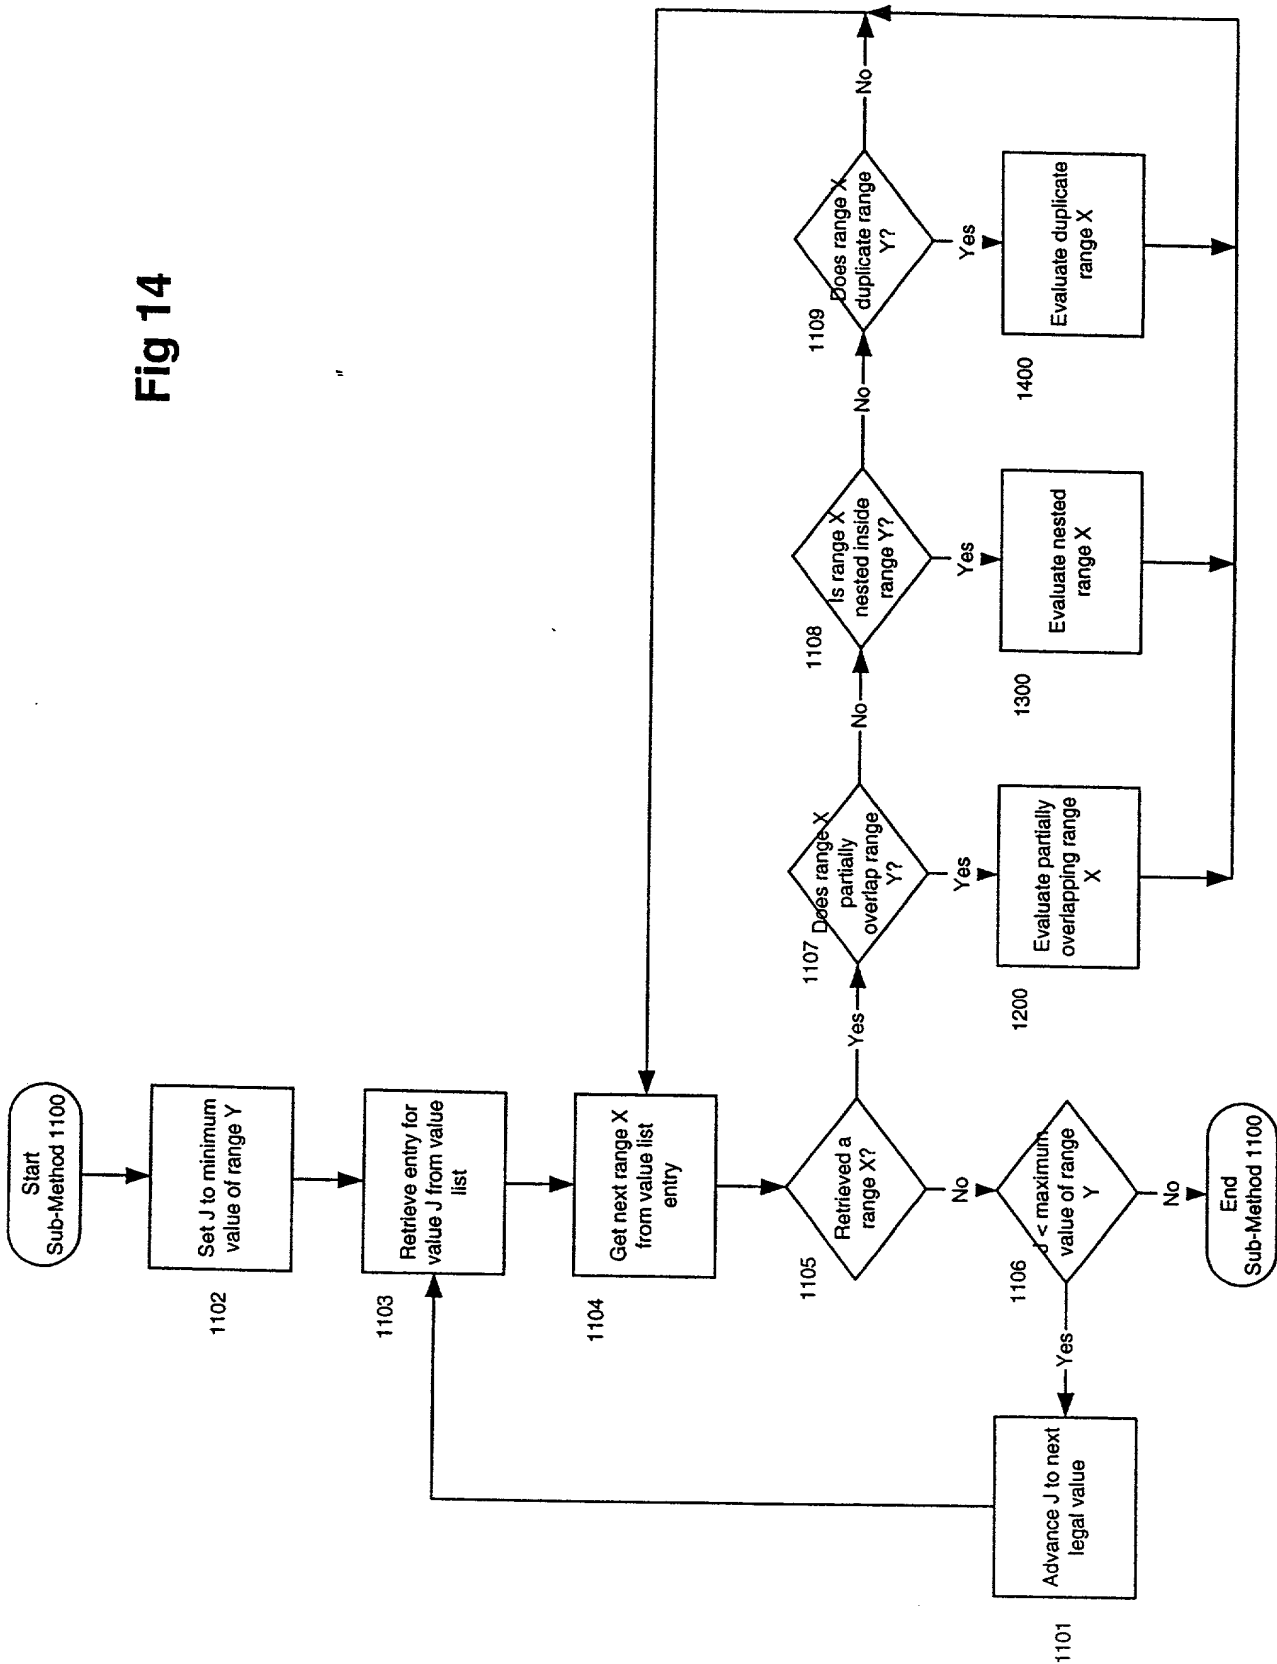 Fig 14
Start
Sub-Method 1100
Set J to minimum
value of range Y
1102
Retrieve entry for
value J from value
list
1103
Get next range X
from value list
entry
1104
Retrieved a
range X?
1105
Yes
No
J < maximum
value of range
Y
1106
Yes
No
Advance J to next
legal value
1101
End
Sub-Method 1100
Does range X
partially
overlap range
Y?
1107
No
Yes
Evaluate partially
overlapping range
X
1200
Is range X
nested inside
range Y?
1108
No
Yes
Evaluate nested
range X
1300
Does range X
duplicate range
Y?
1109
No
Yes
Evaluate duplicate
range X
1400